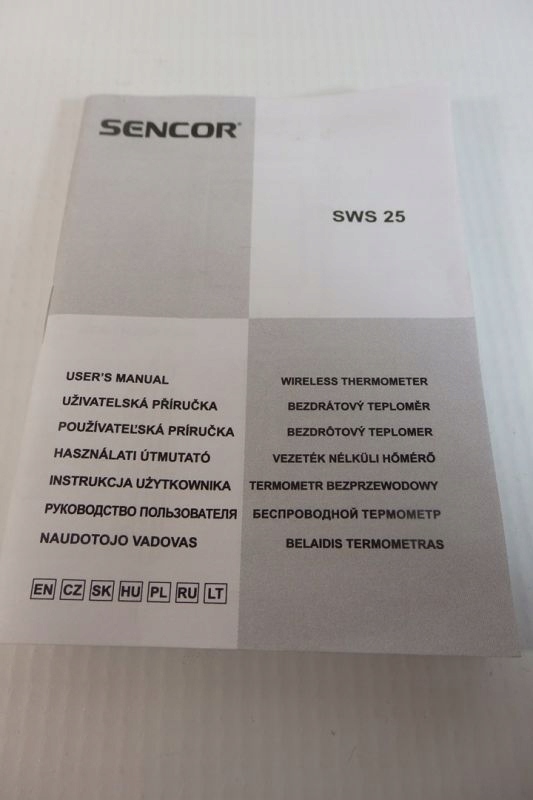 SENCOR®
SWS 25
USER'S MANUAL
UŽIVATELSKÁ PŘÍRUČKA
POUŽÍVATEĽSKÁ PRÍRUČKA
HASZNÁLATI ÚTMUTATÓ
INSTRUKCJA UŻYTKOWNIKA
РУКОВОДСТВО ПОЛЬЗОВАТЕЛЯ
NAUDOTOJO VADOVAS
WIRELESS THERMOMETER
BEZDRÁTOVÝ TEPLOMĚR
BEZDRÔTOVÝ TEPLOMER
VEZETÉK NÉLKÜLI HŐMÉRŐ
TERMOMETR BEZPRZEWODOWY
БЕСПРОВОДНОЙ ТЕРМОМЕТР
BELAIDIS TERMOMETRAS
EN CZ SK HU PL RU LT